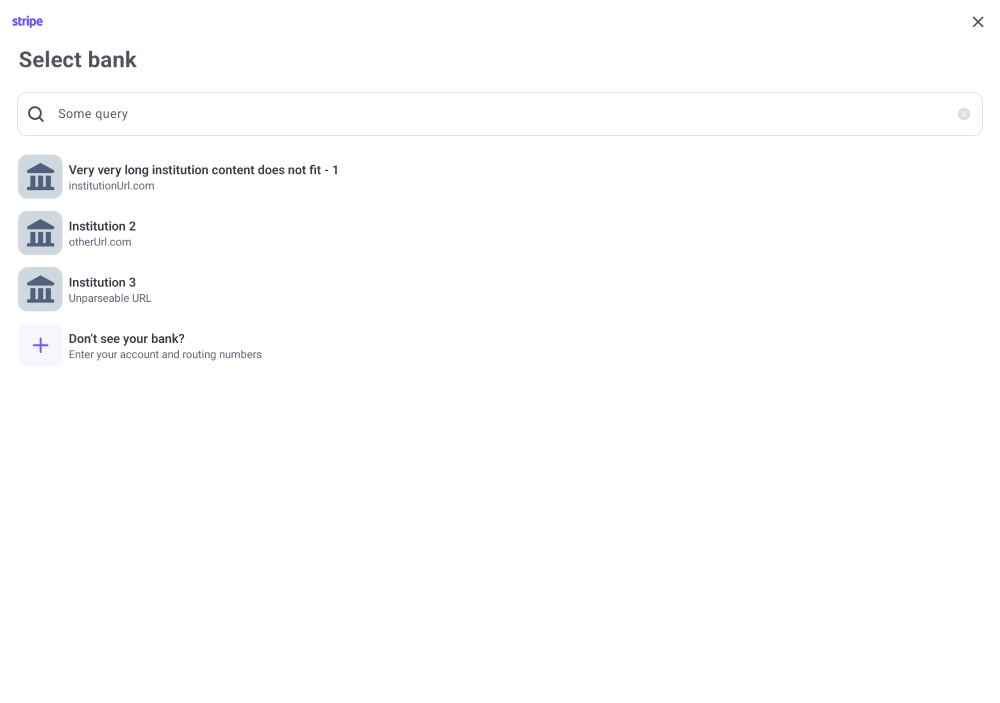 stripe
Select bank
Some query
Very very long institution content does not fit - 1
institutionUrl.com
Institution 2
otherUrl.com
Institution 3
Unparseable URL
Don't see your bank?
Enter your account and routing numbers